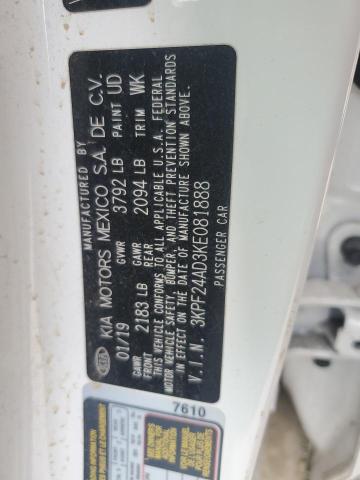 MANUFACTURED BY
KIA KIA MOTORS MEXICO S.A. DE C.V.
01/19 GVWR 3792 LB PAINT UD
GAWR FRONT 2183 LB GAWR REAR 2094 LB TRIM WK
THIS VEHICLE CONFORMS TO ALL APPLICABLE U.S.A. FEDERAL
MOTOR VEHICLE SAFETY, BUMPER, AND THEFT PREVENTION STANDARDS
IN EFFECT ON THE DATE OF MANUFACTURE SHOWN ABOVE.
V.I.N. 3KPF24AD3KE081888
PASSENGER CAR
7610